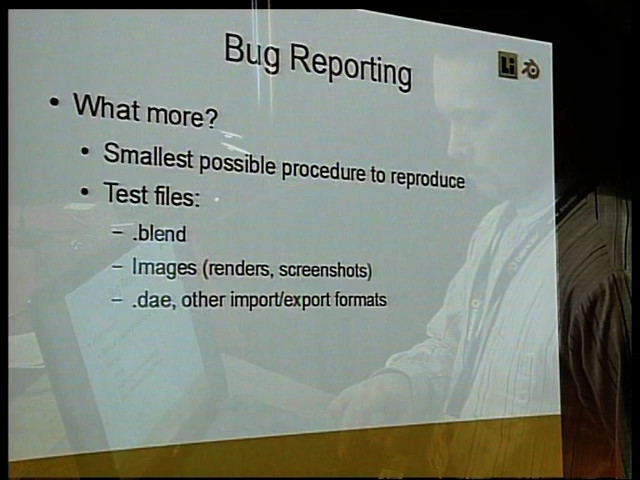 Bug Reporting
Li
• What more?
• Smallest possible procedure to reproduce
• Test files:
– .blend
– Images (renders, screenshots)
– .dae, other import/export formats